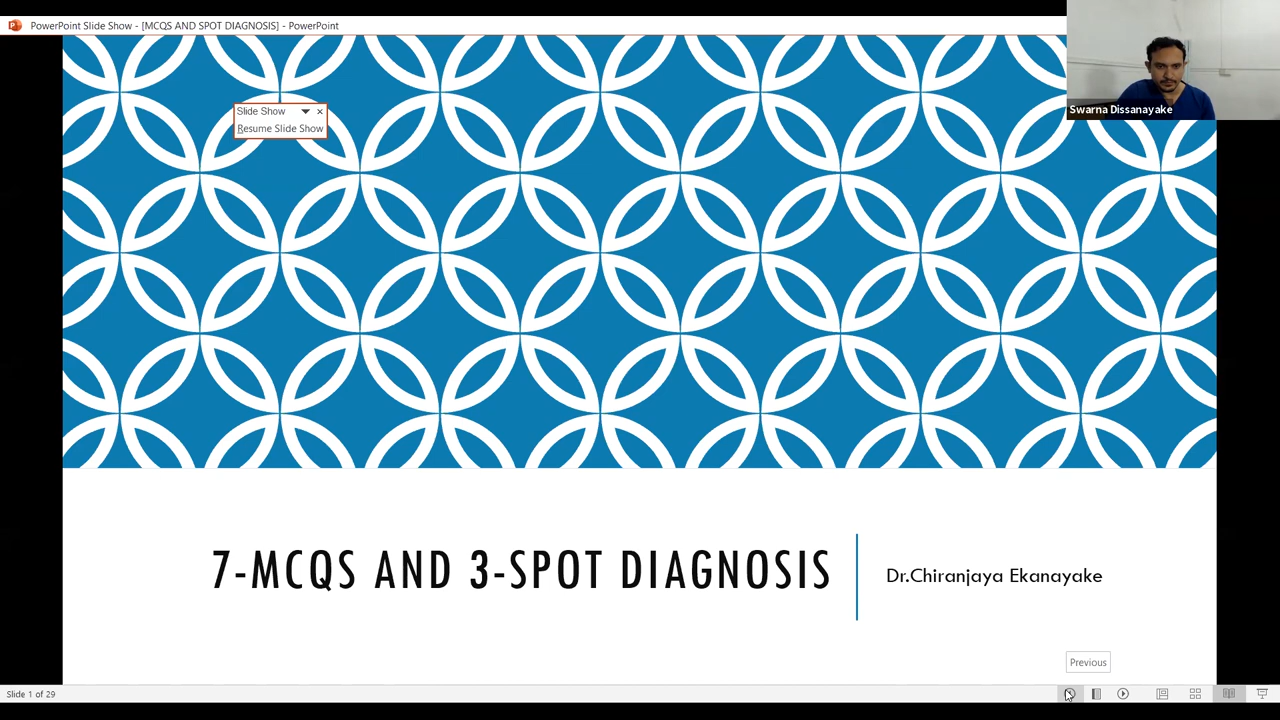 PowerPoint Slide Show - [MCQS AND SPOT DIAGNOSIS] - PowerPoint
Slide Show
Resume Slide Show
Swarna Dissanayake
7-MCQS AND 3-SPOT DIAGNOSIS
Dr.Chiranjaya Ekanayake
Previous
Slide 1 of 29